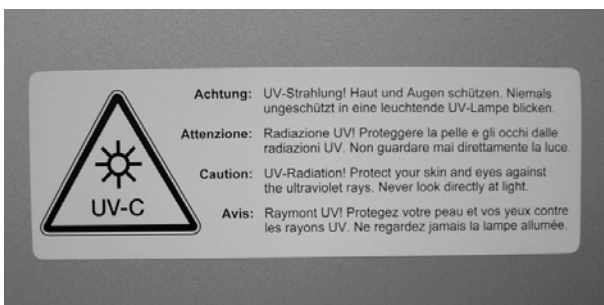 UV-C
Achtung: UV-Strahlung! Haut und Augen schützen. Niemals
ungeschützt in eine leuchtende UV-Lampe blicken.
Attenzione: Radiazione UV! Proteggere la pelle e gli occhi dalle
radiazioni UV. Non guardare mai direttamente la luce.
Caution: UV-Radiation! Protect your skin and eyes against
the ultraviolet rays. Never look directly at light.
Avis: Raymont UV! Protegez votre peau et vos yeux contre
les rayons UV. Ne regardez jamais la lampe allumée.